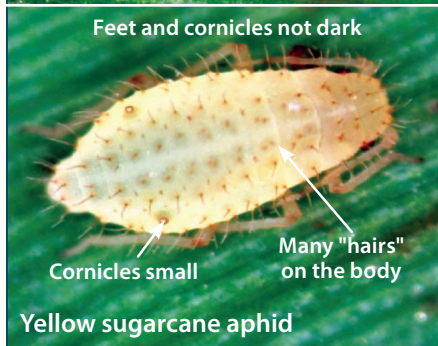 Feet and cornicles not dark
Many "hairs"
on the body
Cornicles small
Yellow sugarcane aphid